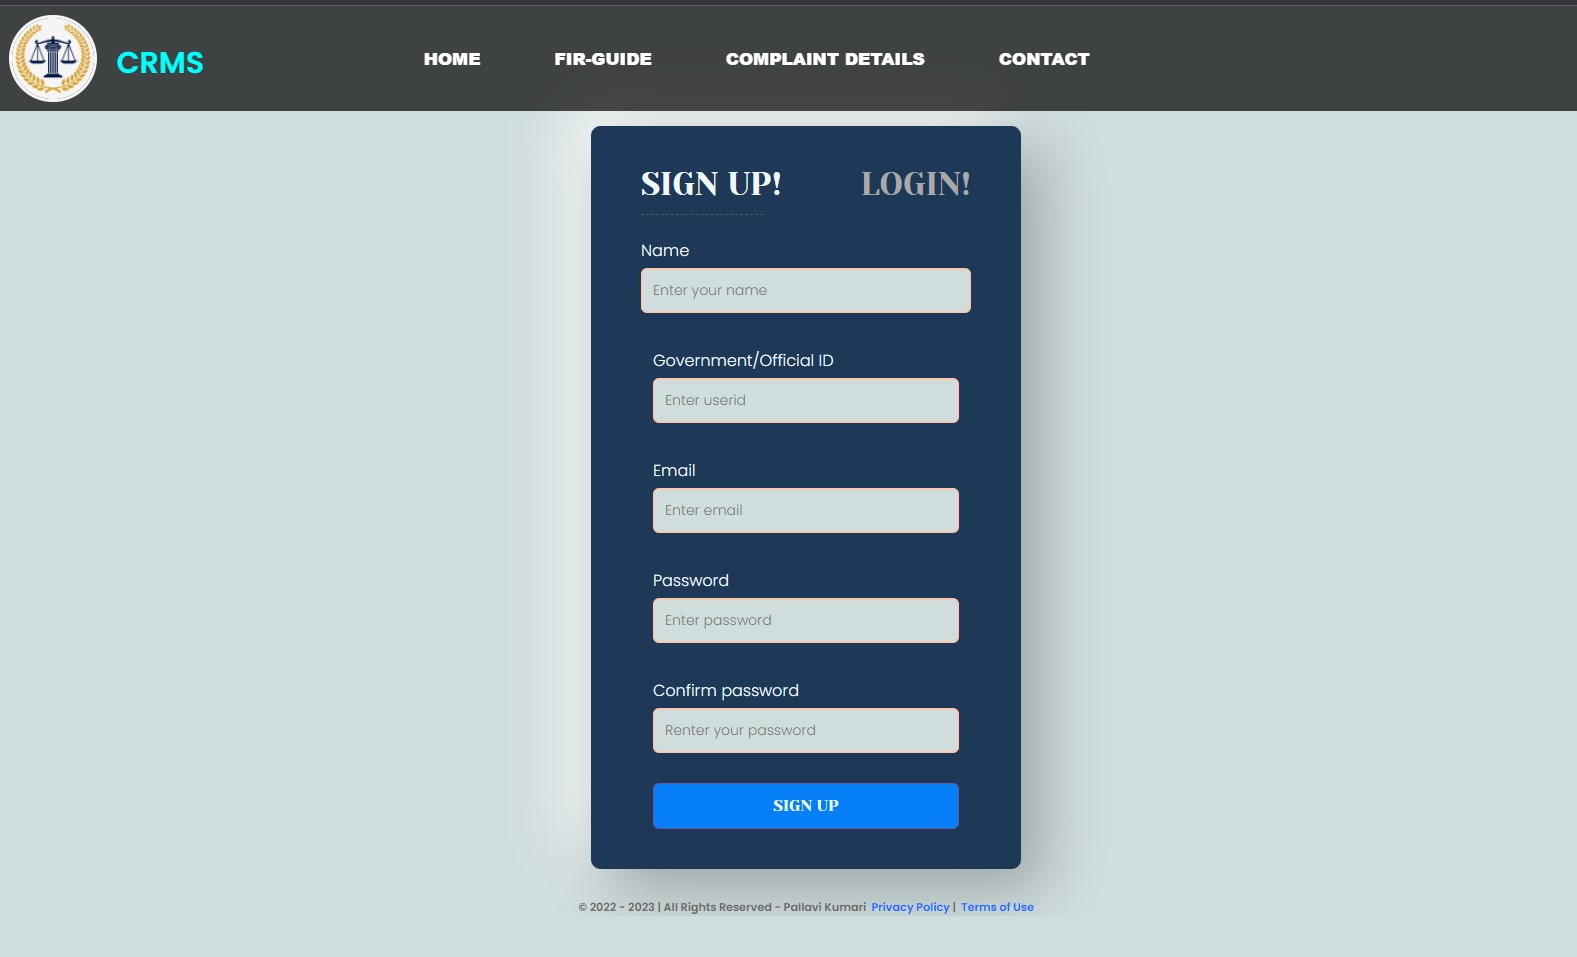 CRMS HOME FIR-GUIDE COMPLAINT DETAILS CONTACT
SIGN UP! LOGIN!
Name
Enter your name
Government/Official ID
Enter userid
Email
Enter email
Password
Enter password
Confirm password
Renter your password
SIGN UP
© 2022 - 2023 | All Rights Reserved - Pallavi Kumari Privacy Policy | Terms of Use